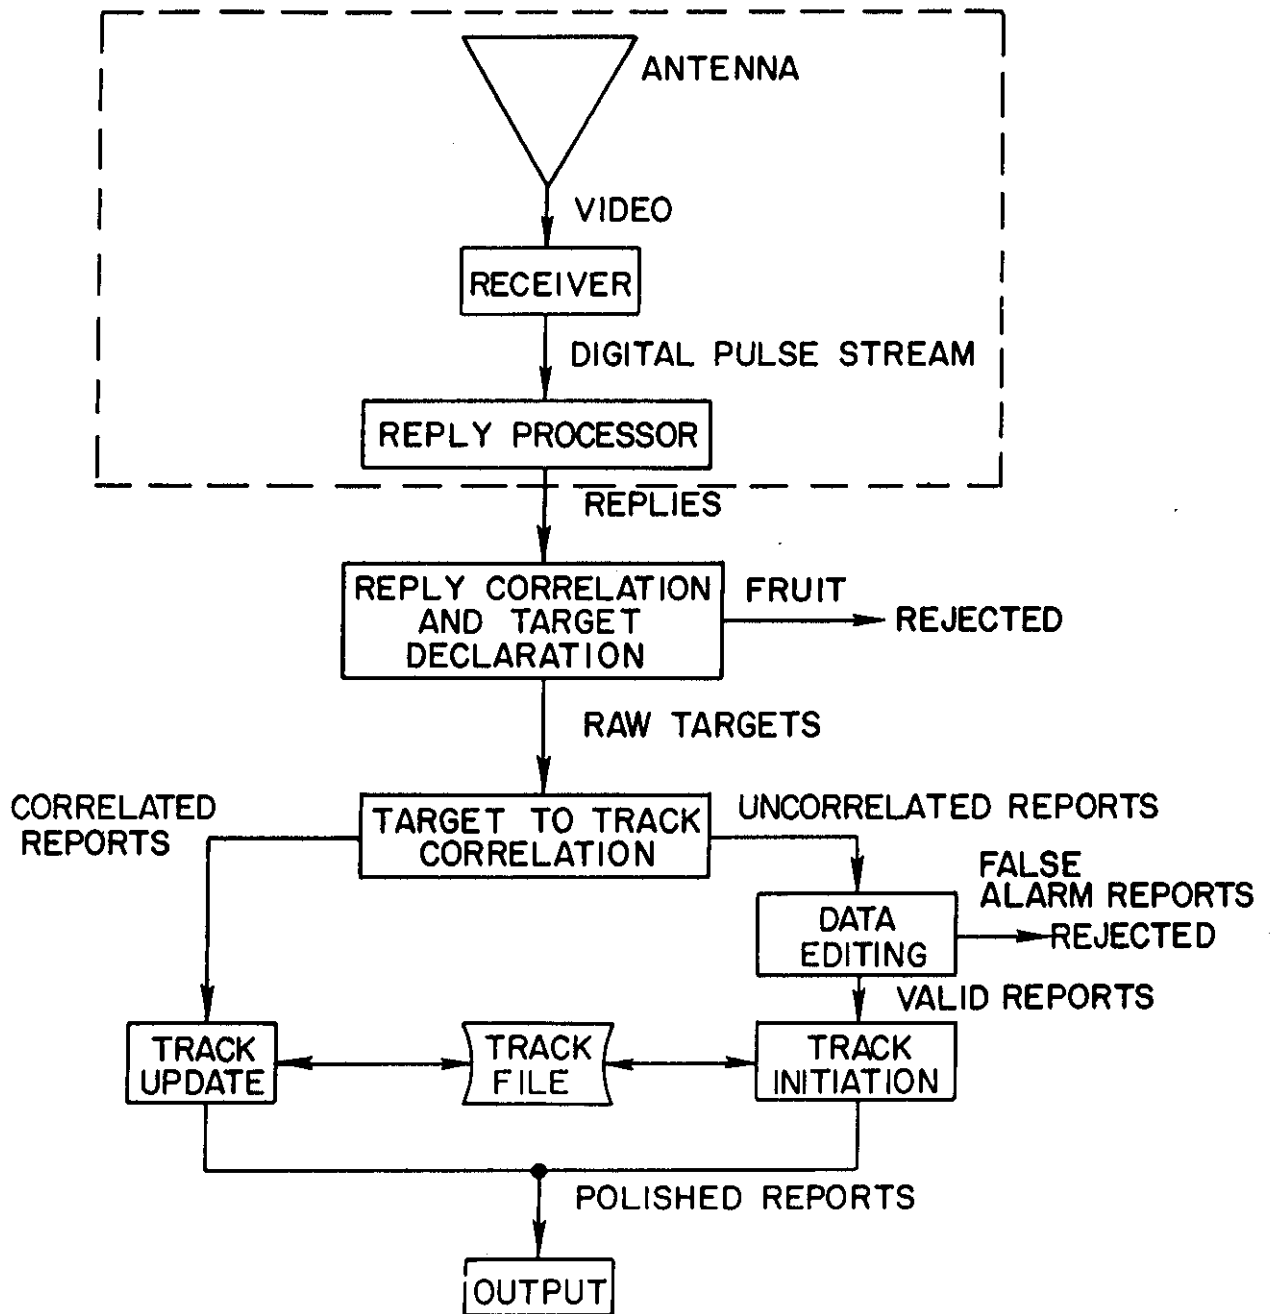 ANTENNA
VIDEO
RECEIVER
DIGITAL PULSE STREAM
REPLY PROCESSOR
REPLIES
REPLY CORRELATION
AND TARGET
DECLARATION
FRUIT
REJECTED
RAW TARGETS
CORRELATED
REPORTS
TARGET TO TRACK
CORRELATION
UNCORRELATED REPORTS
FALSE
ALARM REPORTS
DATA
EDITING
REJECTED
VALID REPORTS
TRACK
UPDATE
TRACK
FILE
TRACK
INITIATION
POLISHED REPORTS
OUTPUT